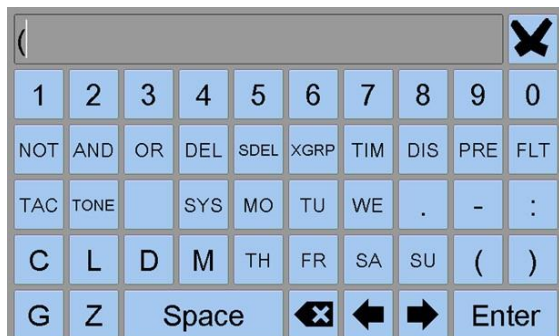 (
1 2 3 4 5 6 7 8 9 0
NOT AND OR DEL SDEL XGRP TIM DIS PRE FLT
TAC TONE SYS MO TU WE . - :
C L D M TH FR SA SU ( )
G Z Space Enter